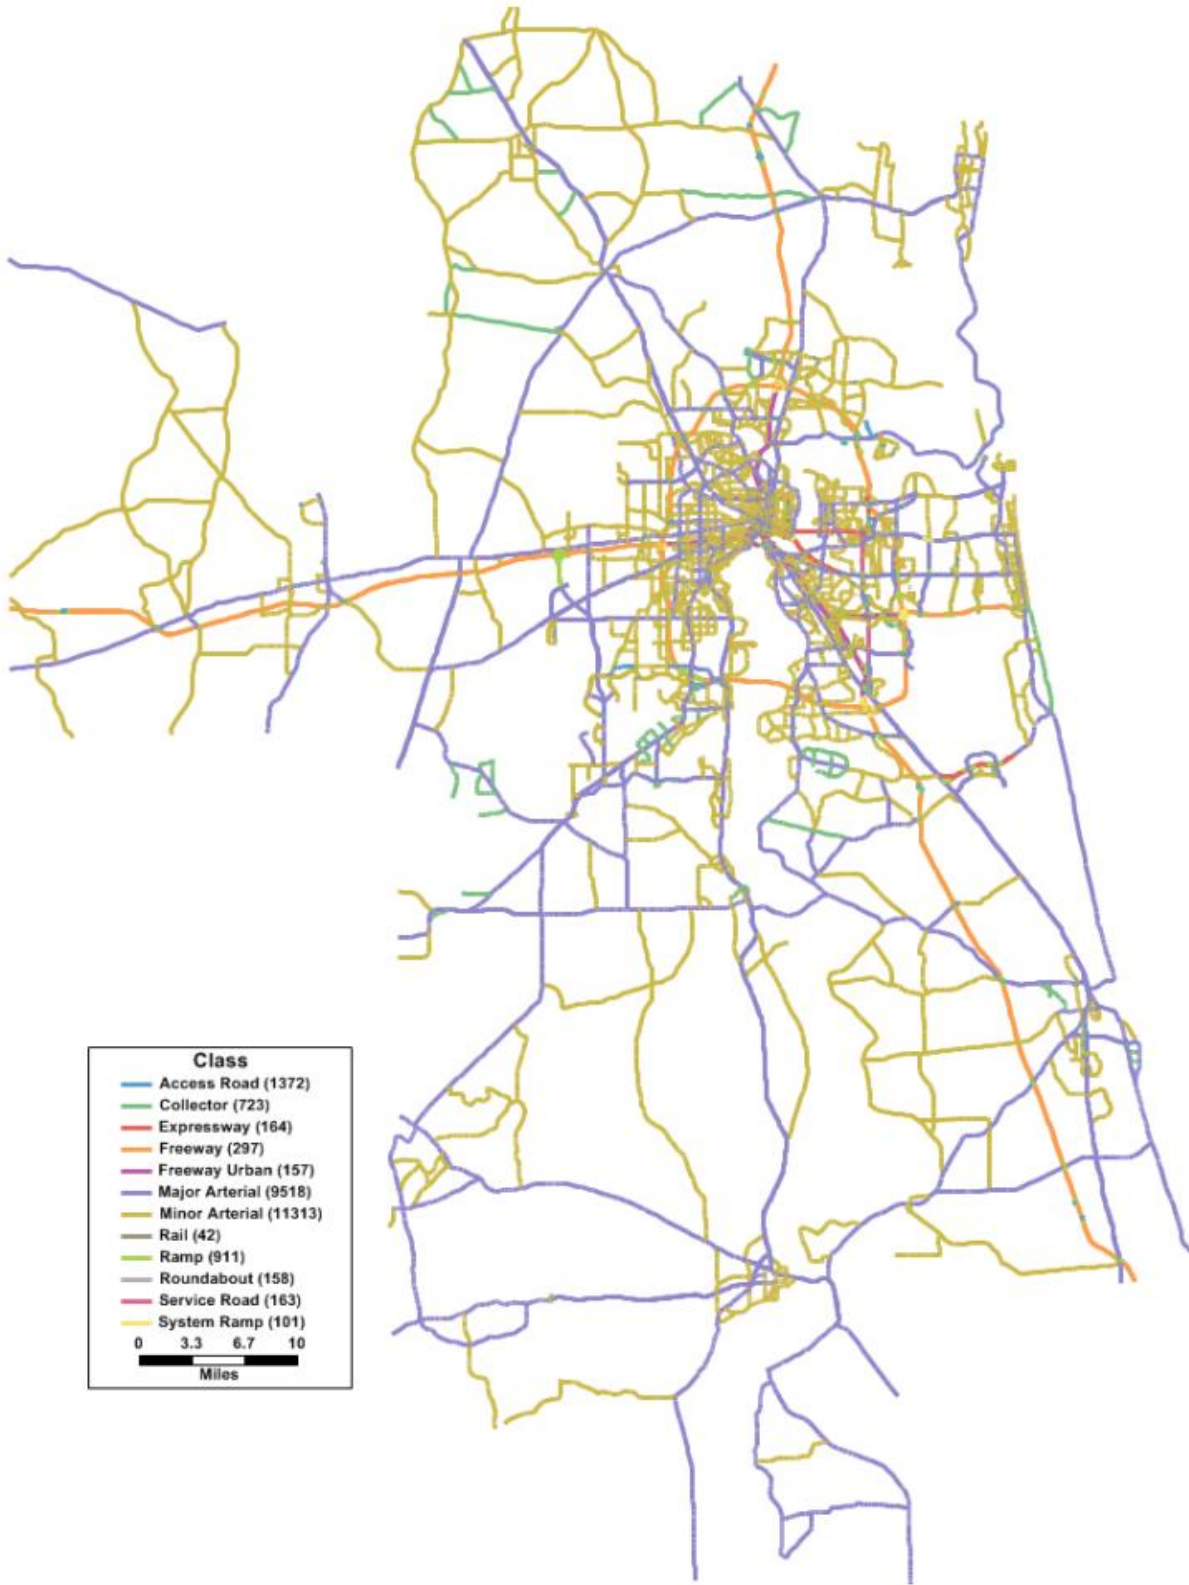 Class
Access Road (1372)
Collector (723)
Expressway (164)
Freeway (297)
Freeway Urban (157)
Major Arterial (9518)
Minor Arterial (11313)
Rail (42)
Ramp (911)
Roundabout (158)
Service Road (163)
System Ramp (101)
0 3.3 6.7 10
Miles